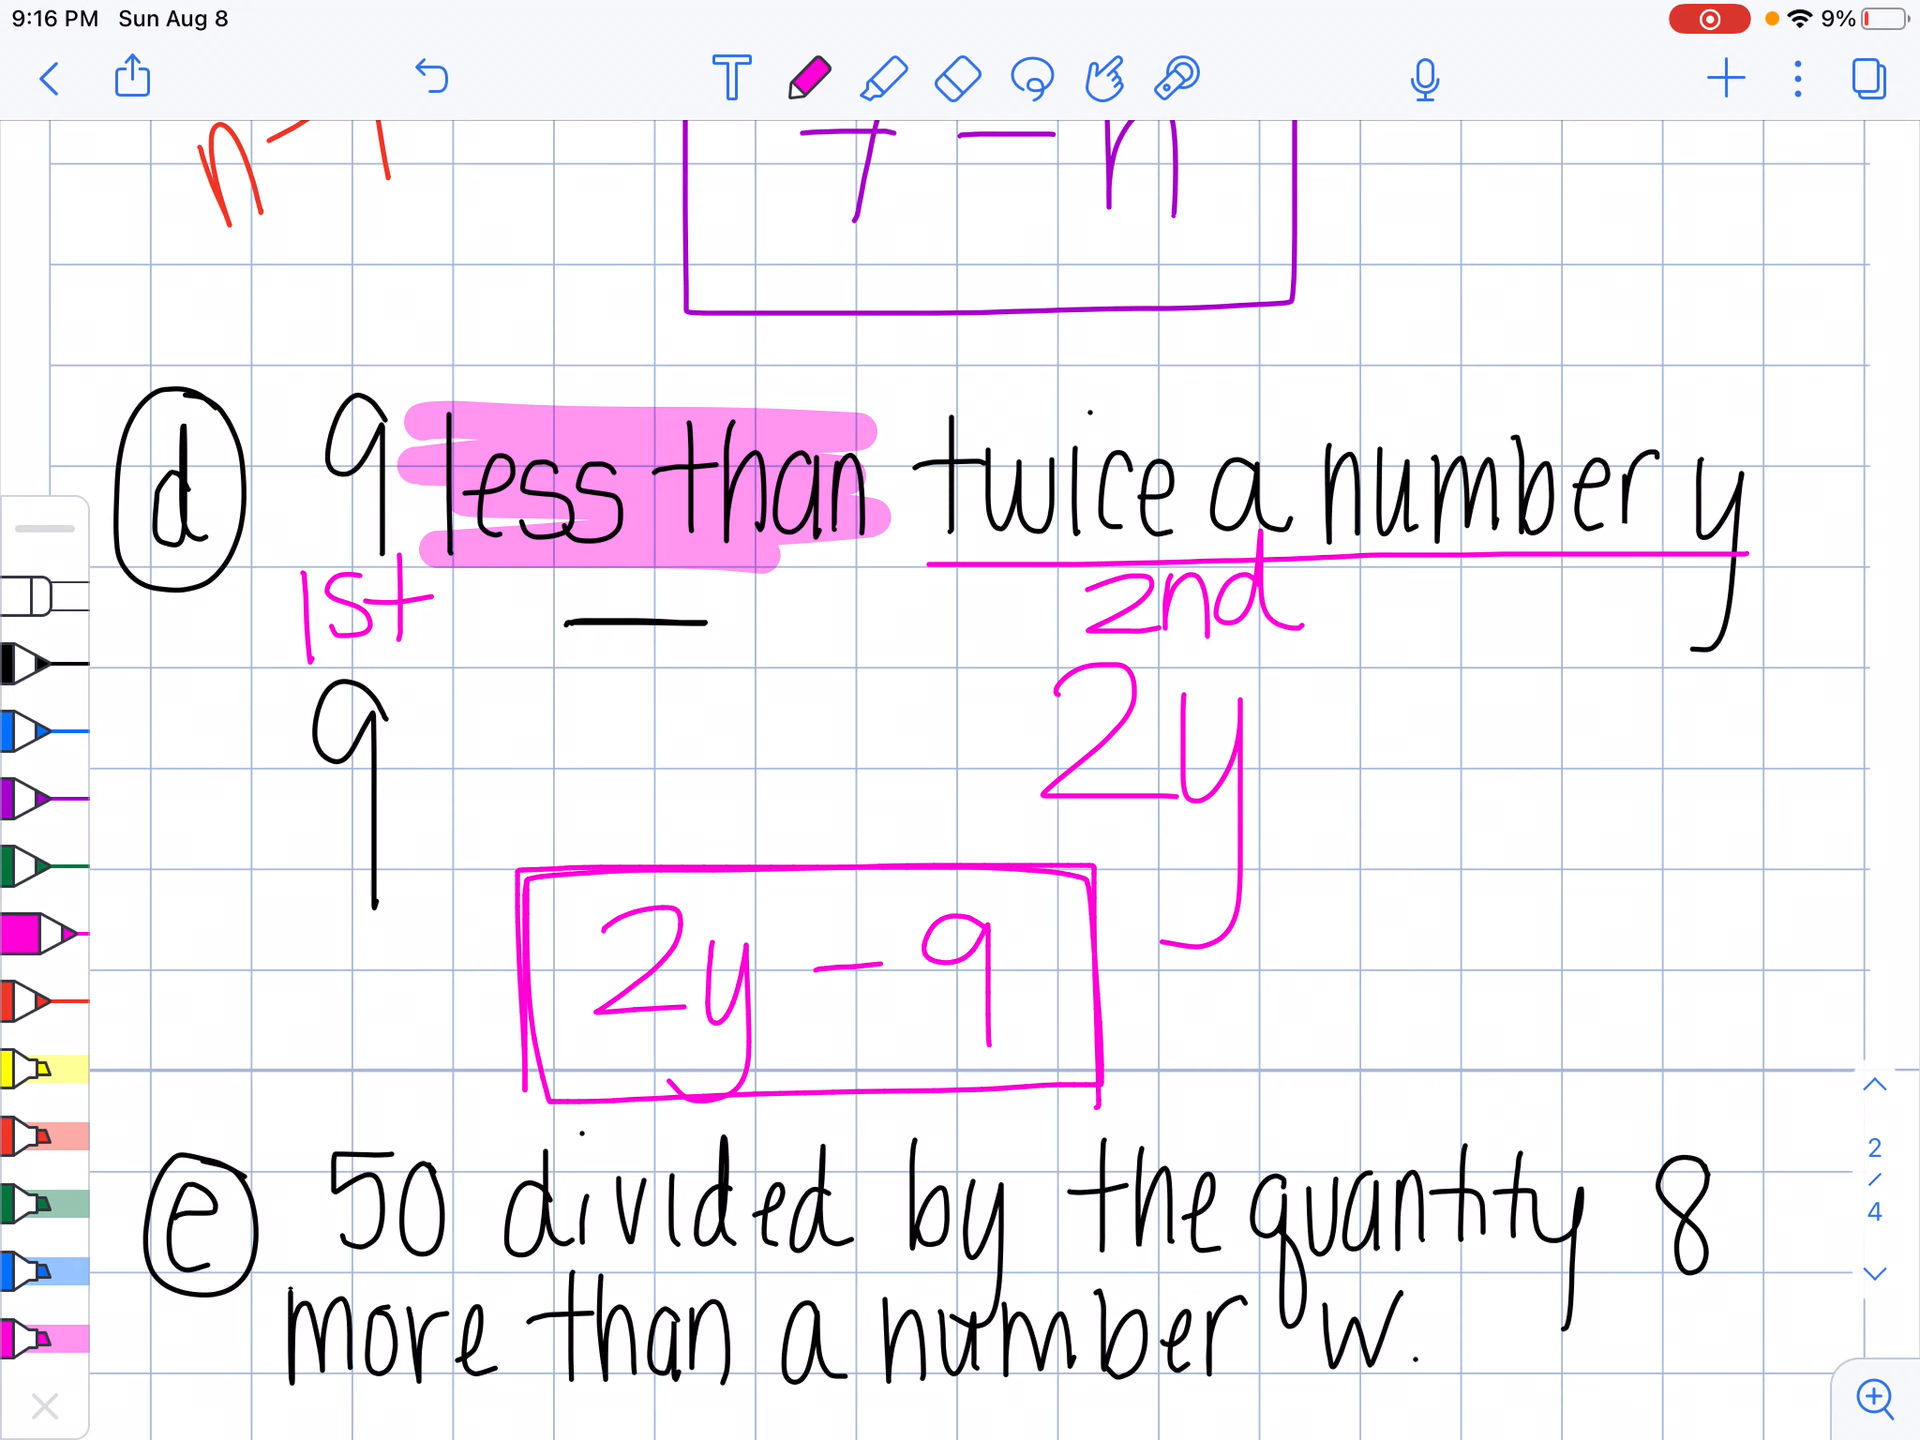 9:16 PM Sun Aug 8 9%
T
7 - n
d 9 less than twice a number y
1st — 2nd
9 2y
2y - 9
e 50 divided by the quantity 8
more than a number w.
2
/
4